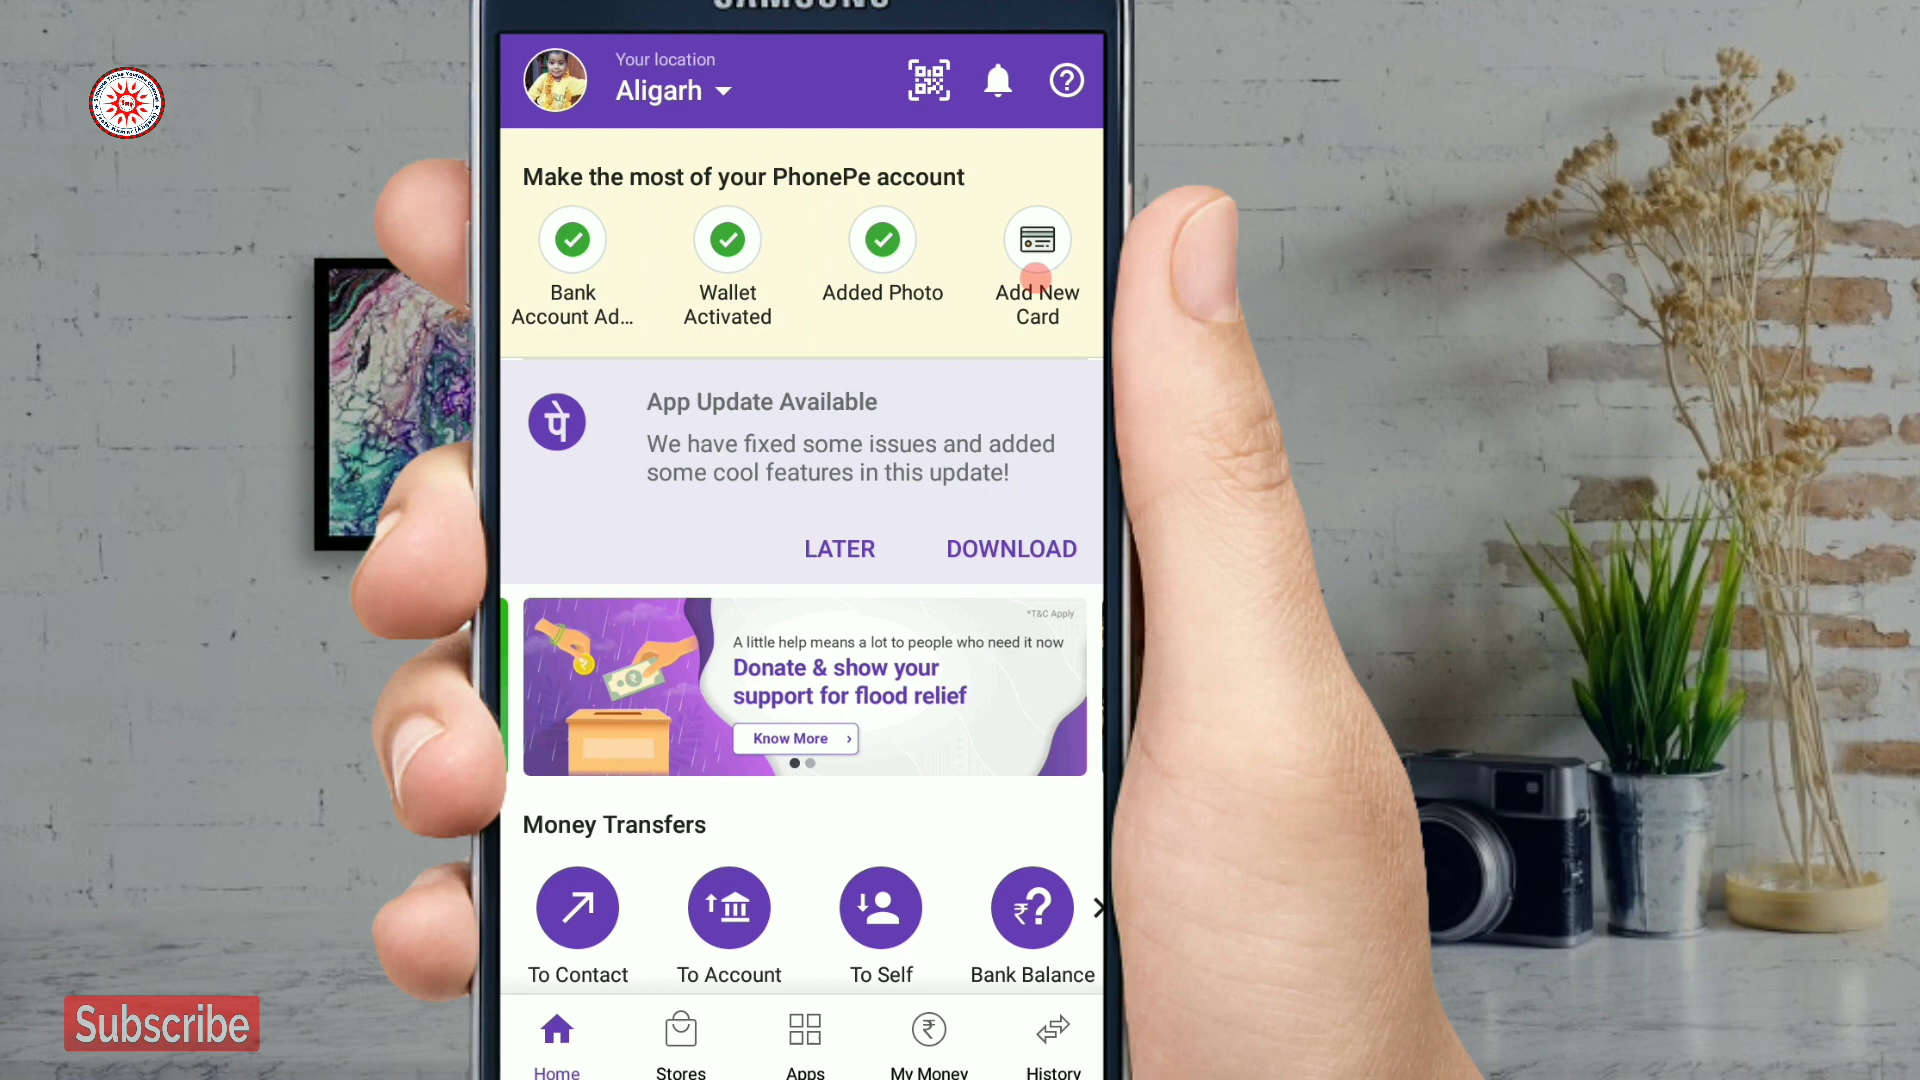 SAMSUNG
Your location
Aligarh
Make the most of your PhonePe account
Bank
Account Ad...
Wallet
Activated
Added Photo
Add New
Card
पे
App Update Available
We have fixed some issues and added
some cool features in this update!
LATER
DOWNLOAD
*T&C Apply
A little help means a lot to people who need it now
Donate & show your
support for flood relief
Know More
Money Transfers
To Contact
To Account
To Self
Bank Balance
Home
Stores
Apps
My Money
History
Subscribe